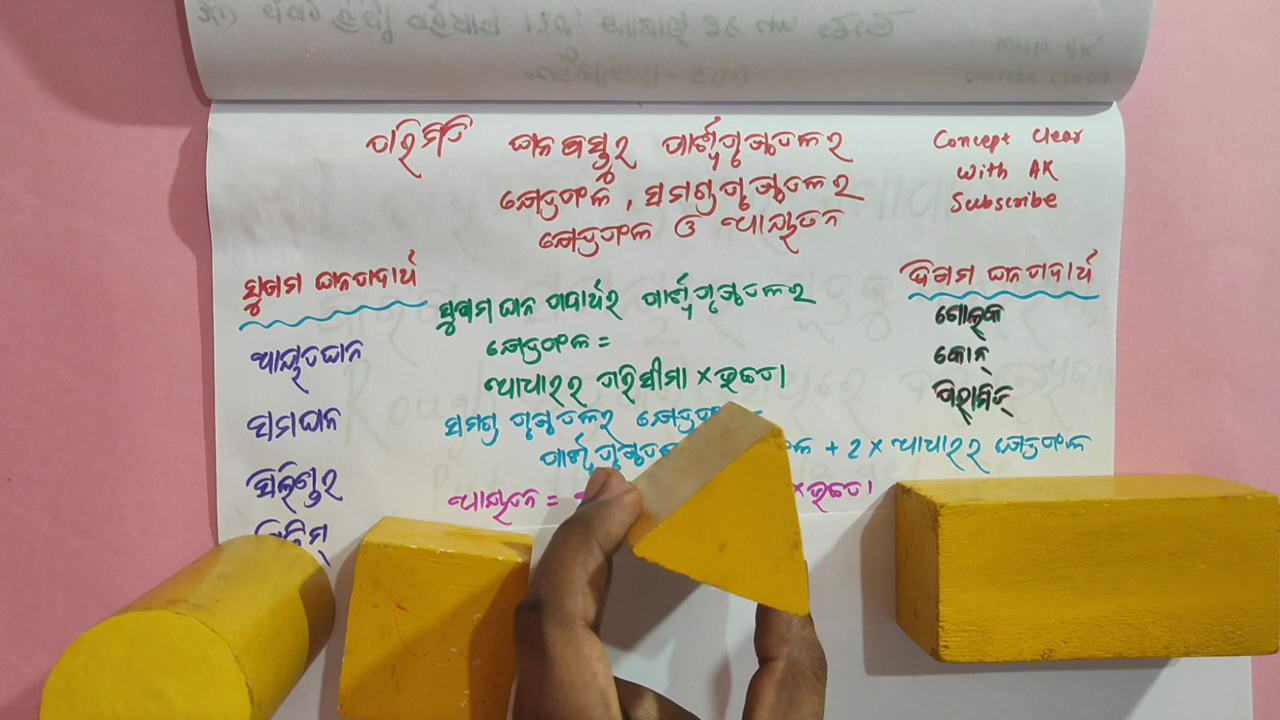 ପରିମିତି ଘନବସ୍ତୁର ପାର୍ଶ୍ୱପୃଷ୍ଠତଳର
କ୍ଷେତ୍ରଫଳ , ସମଗ୍ରପୃଷ୍ଠତଳର
କ୍ଷେତ୍ରଫଳ ଓ ଆୟତନ
Concept Clear
With AK
Subscribe
ସୁଷମ ଘନପଦାର୍ଥ
ଆୟତଘନ
ସମଘନ
ସିଲିଣ୍ଡର
ପ୍ରିଜିମ୍
ସୁଷମ ଘନ ପଦାର୍ଥର ପାର୍ଶ୍ୱପୃଷ୍ଠତଳର
କ୍ଷେତ୍ରଫଳ =
ଆଧାରର ପରିସୀମା × ଉଚ୍ଚତା
ସମଗ୍ର ପୃଷ୍ଠତଳର
+ 2 × ଆଧାରର କ୍ଷେତ୍ରଫଳ
ଆୟତନ = × ଉଚ୍ଚତା
ବିଷମ ଘନପଦାର୍ଥ
ଗୋଲକ
କୋନ୍
ପିରାମିଡ୍